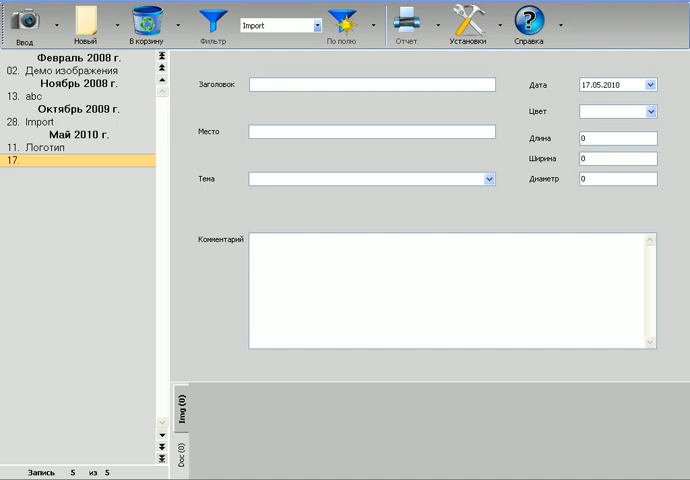 Import
Ввод
Новый
В корзину
Фильтр
По полю
Отчет
Установки
Справка
Февраль 2008 г.
02. Демо изображения
Ноябрь 2008 г.
13. abc
Октябрь 2009 г.
28. Import
Май 2010 г.
11. Логотип
17.
Запись 5 из 5
Заголовок
Место
Тема
Комментарий
Дата 17.05.2010
Цвет
Длина 0
Ширина 0
Диаметр 0
Img (0)
Doc (0)